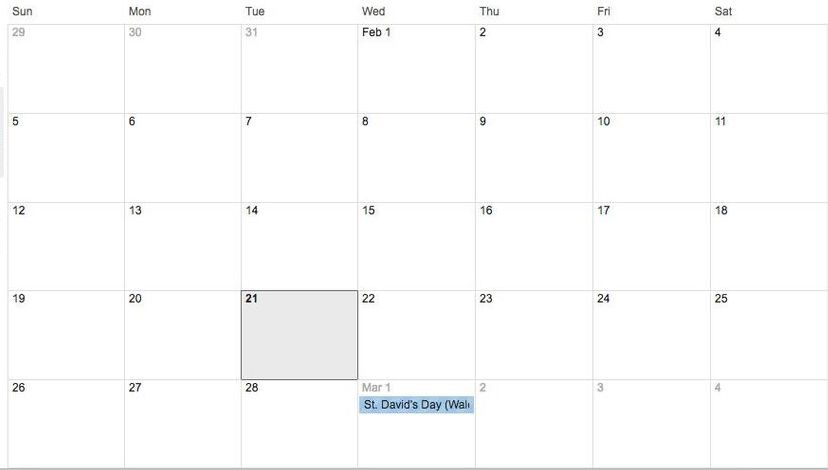 Sun Mon Tue Wed Thu Fri Sat
29 30 31 Feb 1 2 3 4
5 6 7 8 9 10 11
12 13 14 15 16 17 18
19 20 21 22 23 24 25
26 27 28 Mar 1 2 3 4
St. David's Day